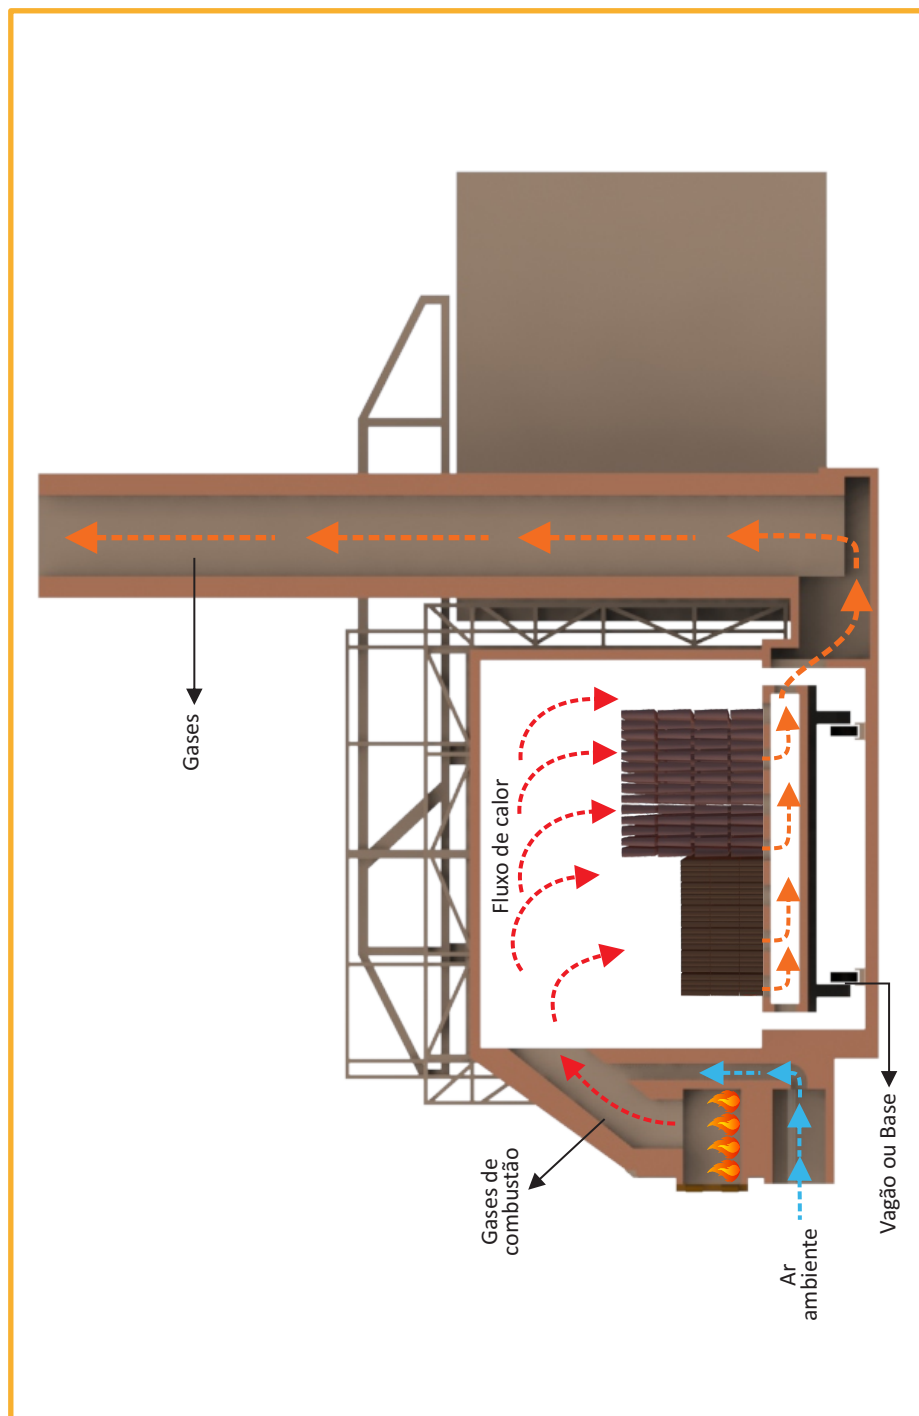 Gases
Fluxo de calor
Gases de
combustão
Ar
ambiente
Vagão ou Base